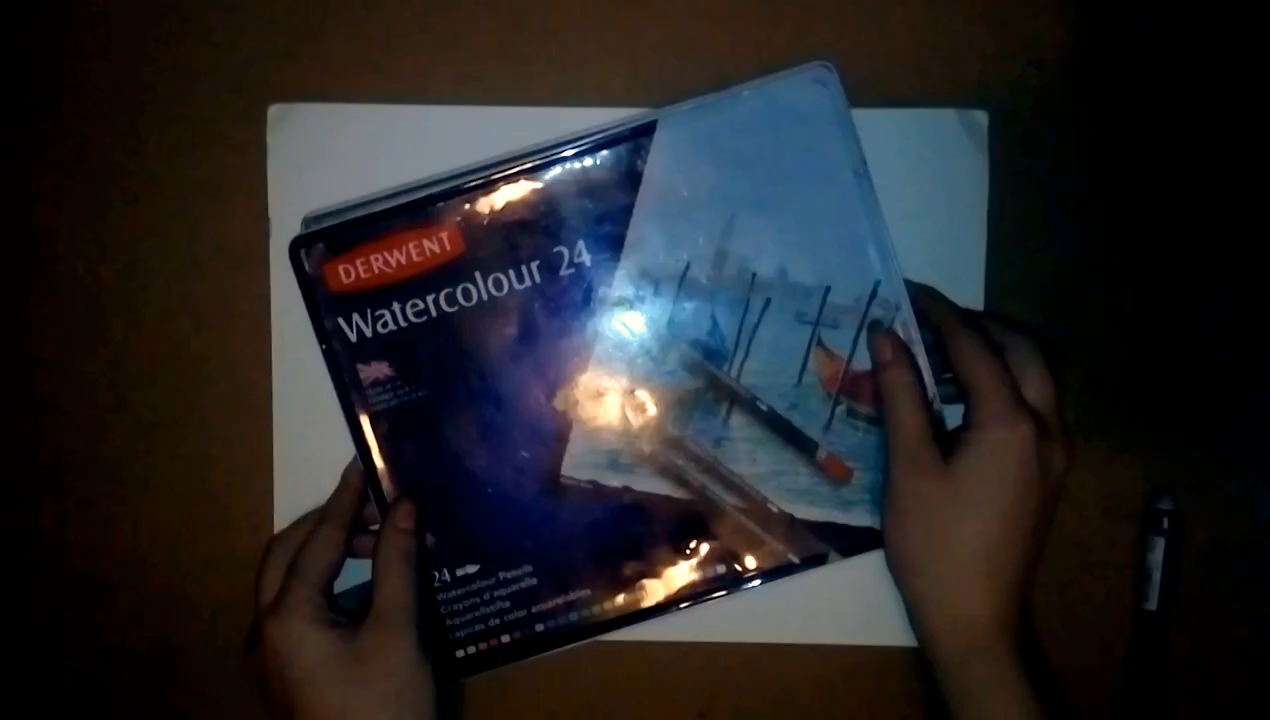 DERWENT
Watercolour 24
24
Watercolour Pencils
Crayons d'aquarelle
Aquarellstifte
Lápices de color acuarelables